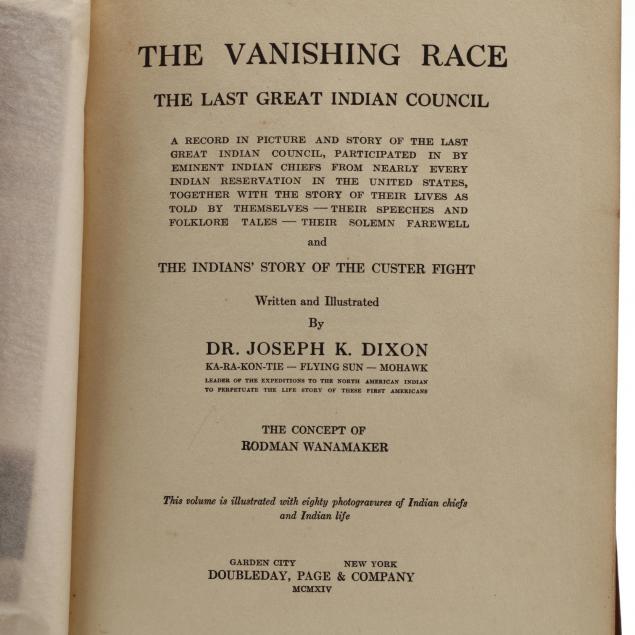 THE VANISHING RACE
THE LAST GREAT INDIAN COUNCIL
A RECORD IN PICTURE AND STORY OF THE LAST
GREAT INDIAN COUNCIL, PARTICIPATED IN BY
EMINENT INDIAN CHIEFS FROM NEARLY EVERY
INDIAN RESERVATION IN THE UNITED STATES,
TOGETHER WITH THE STORY OF THEIR LIVES AS
TOLD BY THEMSELVES — THEIR SPEECHES AND
FOLKLORE TALES — THEIR SOLEMN FAREWELL
and
THE INDIANS' STORY OF THE CUSTER FIGHT
Written and Illustrated
By
DR. JOSEPH K. DIXON
KA-RA-KON-TIE — FLYING SUN — MOHAWK
LEADER OF THE EXPEDITIONS TO THE NORTH AMERICAN INDIAN
TO PERPETUATE THE LIFE STORY OF THESE FIRST AMERICANS
THE CONCEPT OF
RODMAN WANAMAKER
This volume is illustrated with eighty photogravures of Indian chiefs
and Indian life
GARDEN CITY NEW YORK
DOUBLEDAY, PAGE & COMPANY
MCMXIV